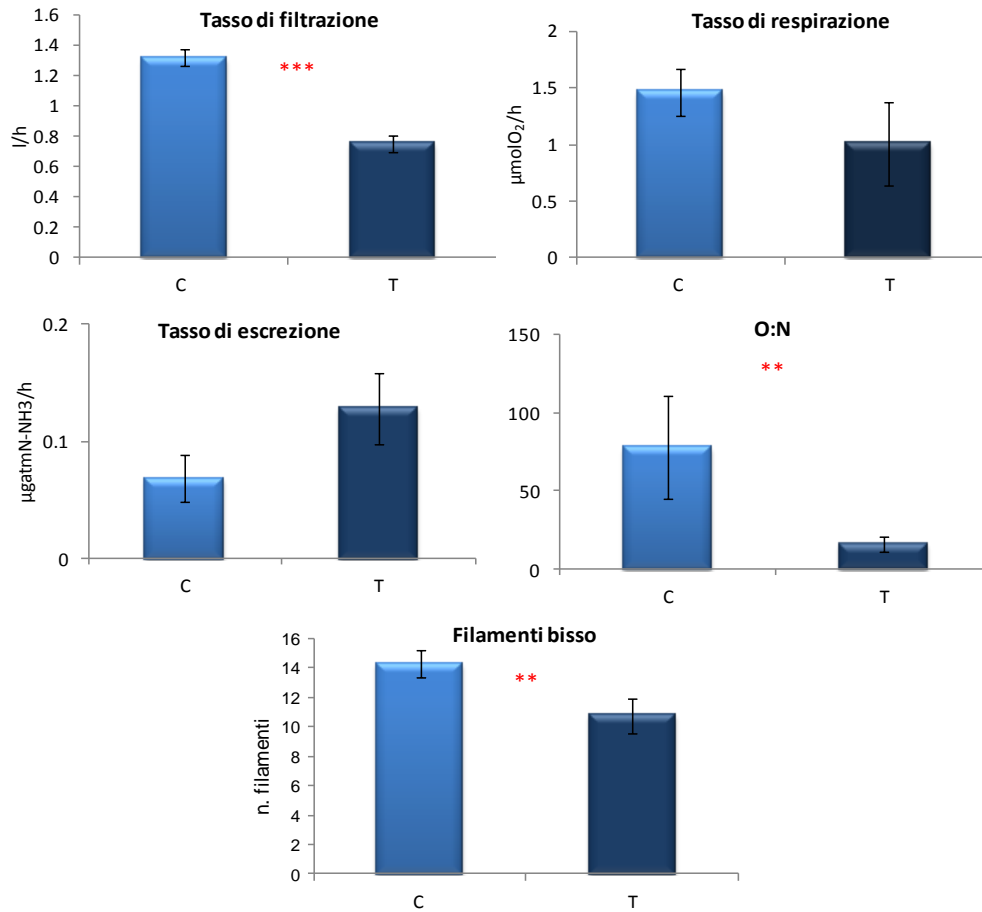 Tasso di filtrazione
1.6
1.4
1.2
1
0.8
0.6
0.4
0.2
0
l/h
***
C
T
Tasso di respirazione
2
1.5
1
0.5
0
µmolO₂/h
C
T
Tasso di escrezione
0.2
0.1
0
µgatmN-NH3/h
C
T
O:N
150
100
50
0
**
C
T
Filamenti bisso
16
14
12
10
8
6
4
2
0
n. filamenti
**
C
T